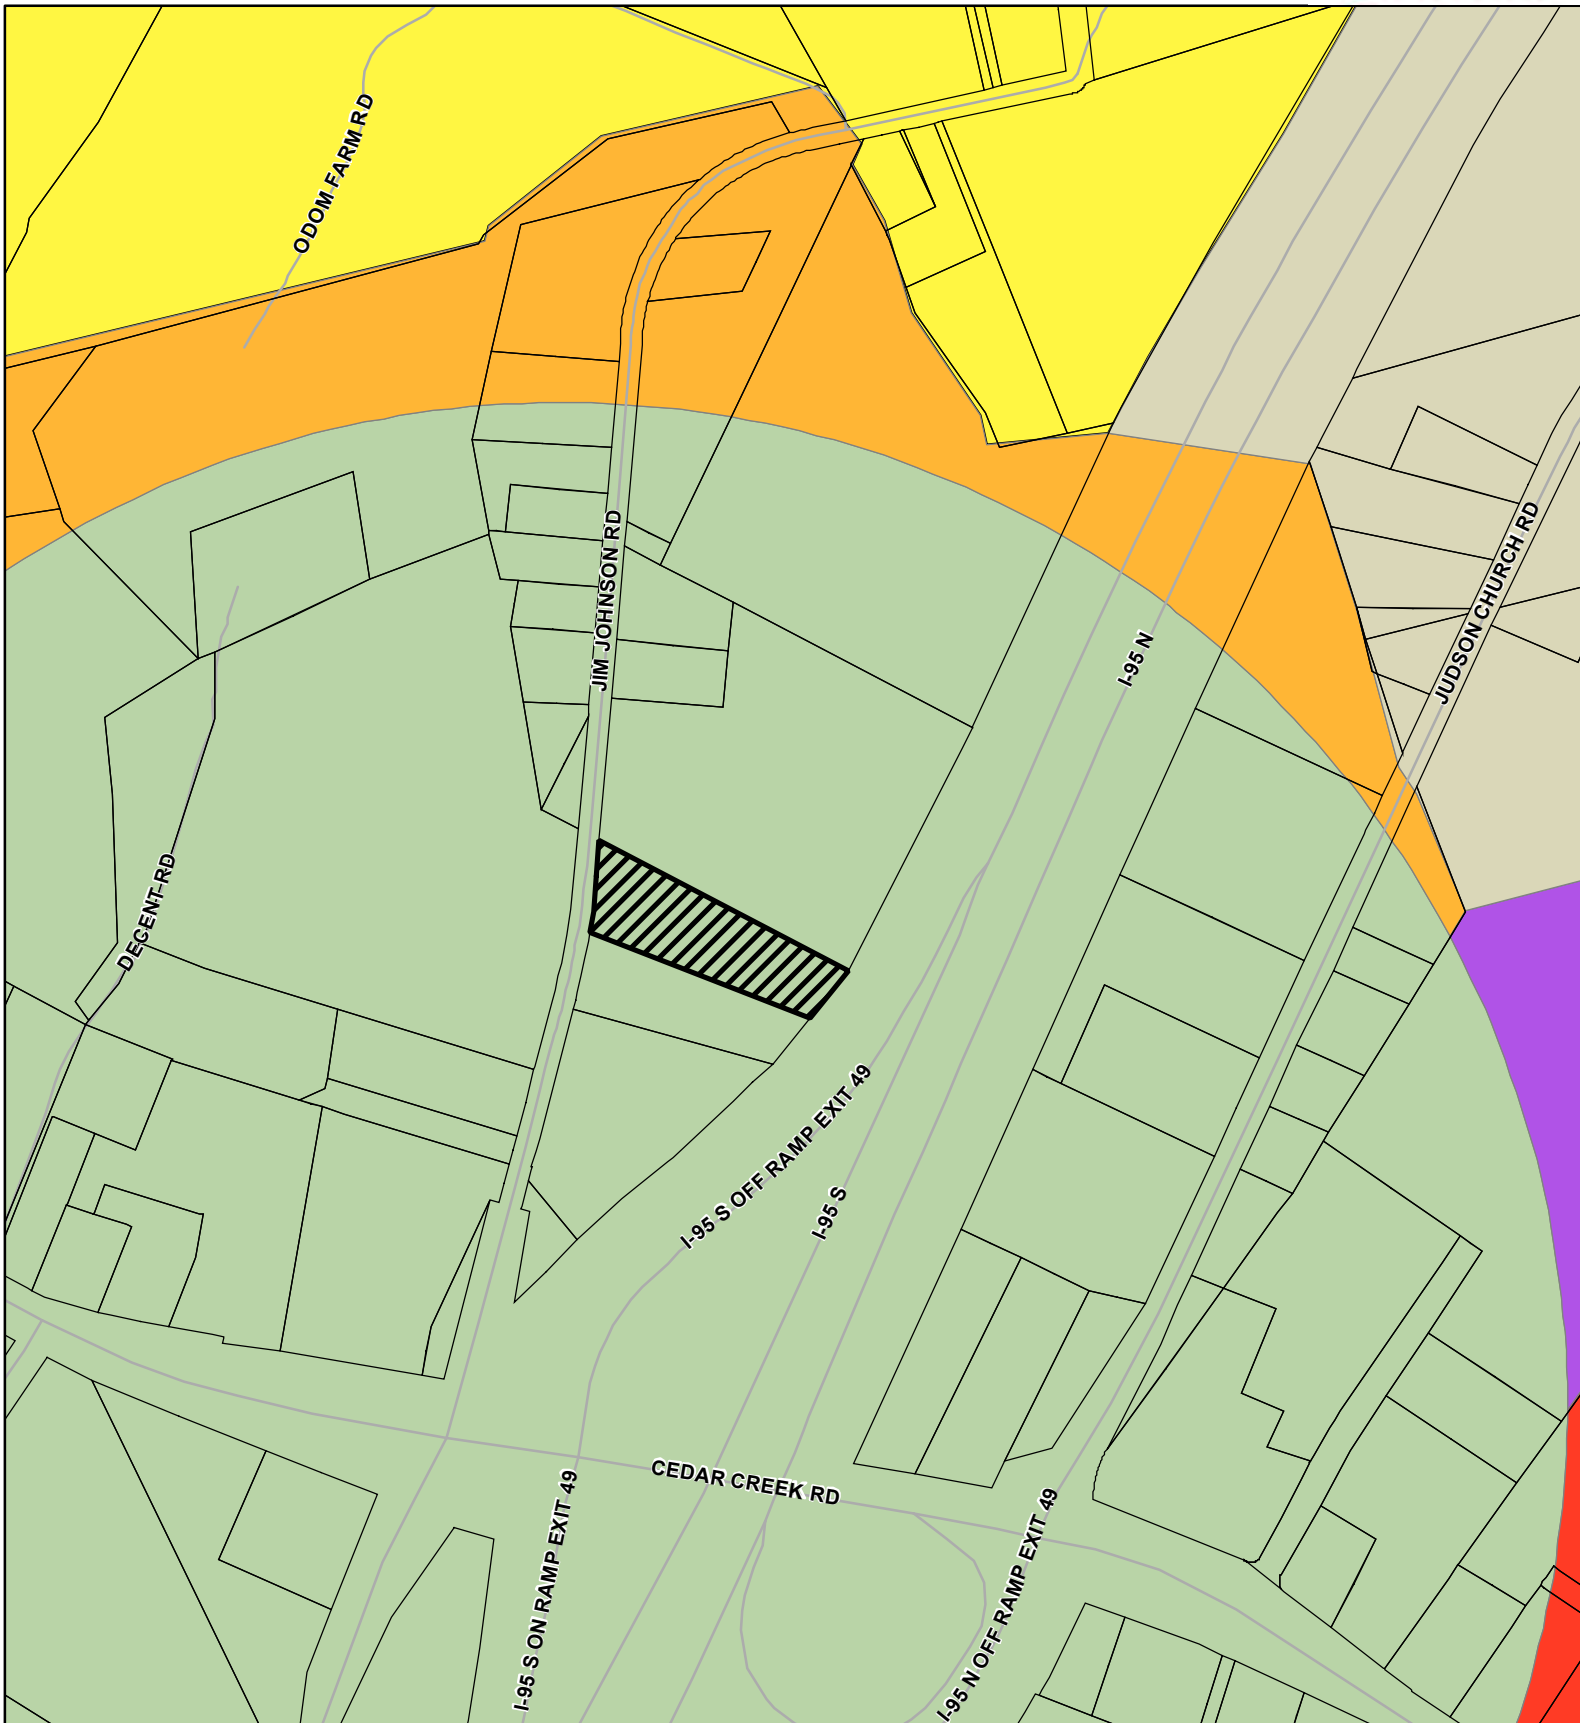 ODOM FARM RD
JIM JOHNSON RD
JUDSON CHURCH RD
I-95 N
DECENT RD
I-95 S OFF RAMP EXIT 49
I-95 S
CEDAR CREEK RD
I-95 S ON RAMP EXIT 49
I-95 N OFF RAMP EXIT 49